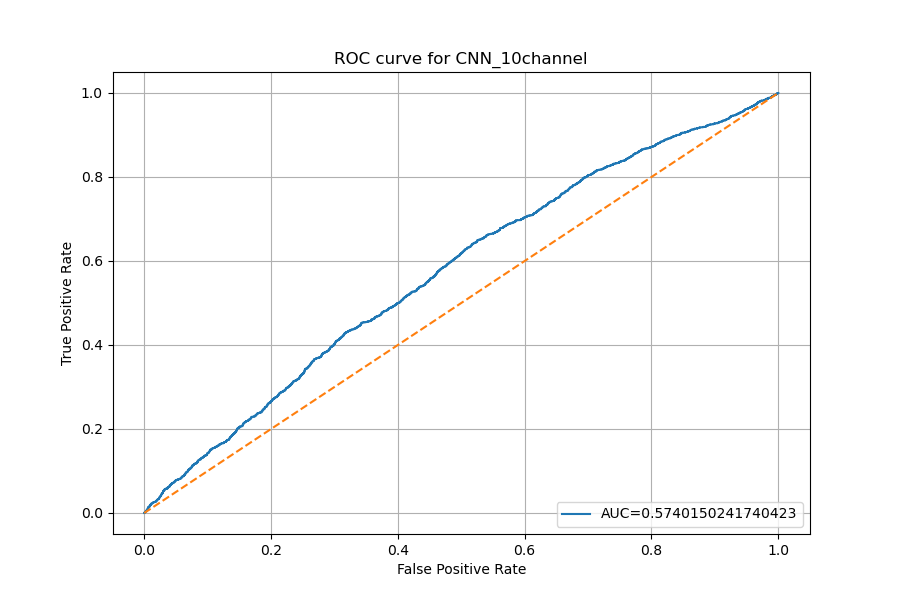 ROC curve for CNN_10channel
1.0
0.8
0.6
0.4
0.2
0.0
True Positive Rate
AUC=0.5740150241740423
0.0 0.2 0.4 0.6 0.8 1.0
False Positive Rate